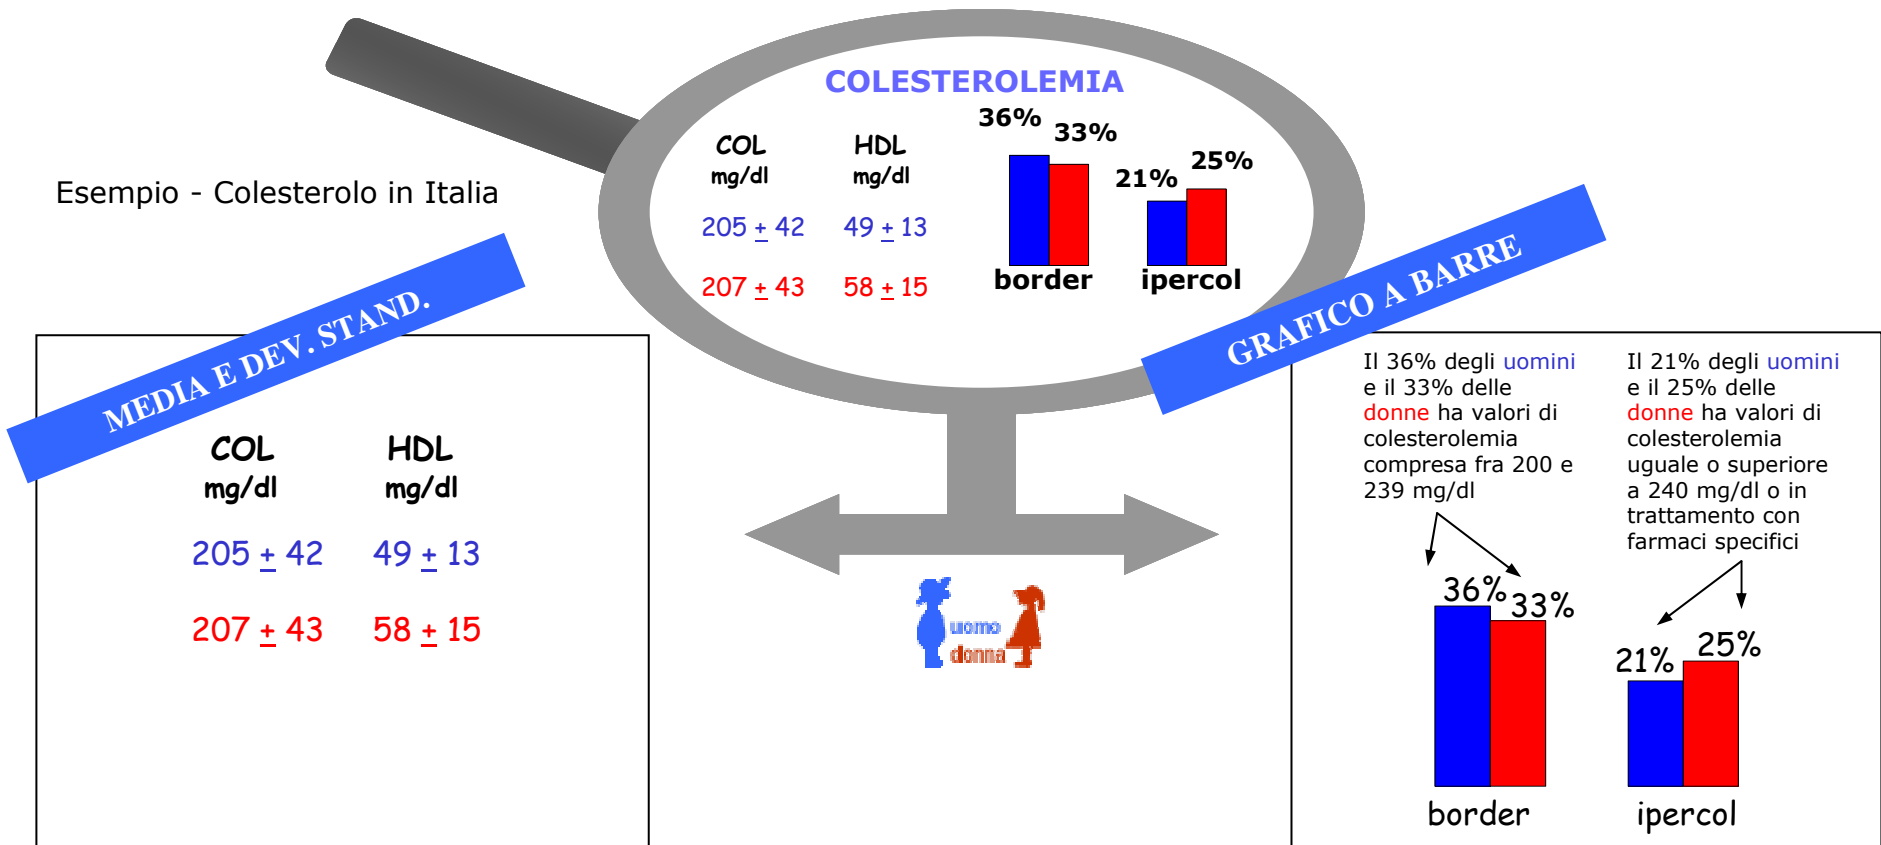 COLESTEROLEMIA
36%
33%
21%
25%
COL
HDL
mg/dl
mg/dl
205 ± 42
49 ± 13
207 ± 43
58 ± 15
border
ipercol
Esempio - Colesterolo in Italia
MEDIA E DEV. STAND.
COL
HDL
mg/dl
mg/dl
205 ± 42
49 ± 13
207 ± 43
58 ± 15
uomo
donna
GRAFICO A BARRE
Il 36% degli uomini
e il 33% delle
donne ha valori di
colesterolemia
compresa fra 200 e
239 mg/dl
Il 21% degli uomini
e il 25% delle
donne ha valori di
colesterolemia
uguale o superiore
a 240 mg/dl o in
trattamento con
farmaci specifici
36%
33%
21%
25%
border
ipercol